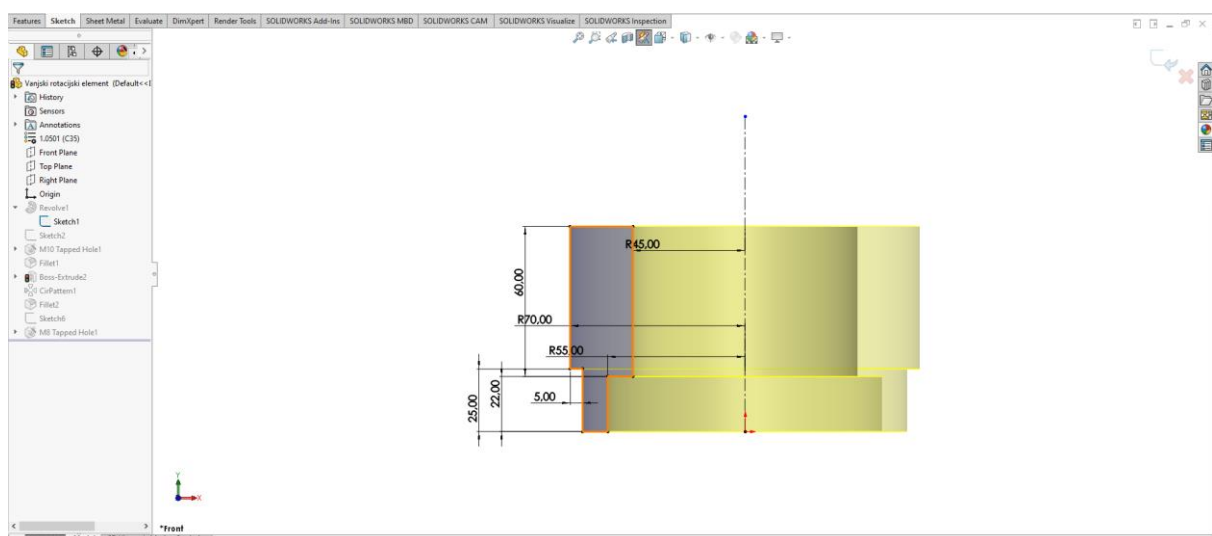 Features Sketch Sheet Metal Evaluate DimXpert Render Tools SOLIDWORKS Add-Ins SOLIDWORKS MBD SOLIDWORKS CAM SOLIDWORKS Visualize SOLIDWORKS Inspection
Vanjski rotacijski element (Default<<
History
Sensors
Annotations
1.0501 (C35)
Front Plane
Top Plane
Right Plane
Origin
Revolve1
Sketch1
Sketch2
M10 Tapped Hole1
Fillet1
Boss-Extrude2
CirPattern1
Fillet2
Sketch6
M8 Tapped Hole1
R45,00
60,00
R70,00
R55,00
5,00
22,00
25,00
Y
X
*Front